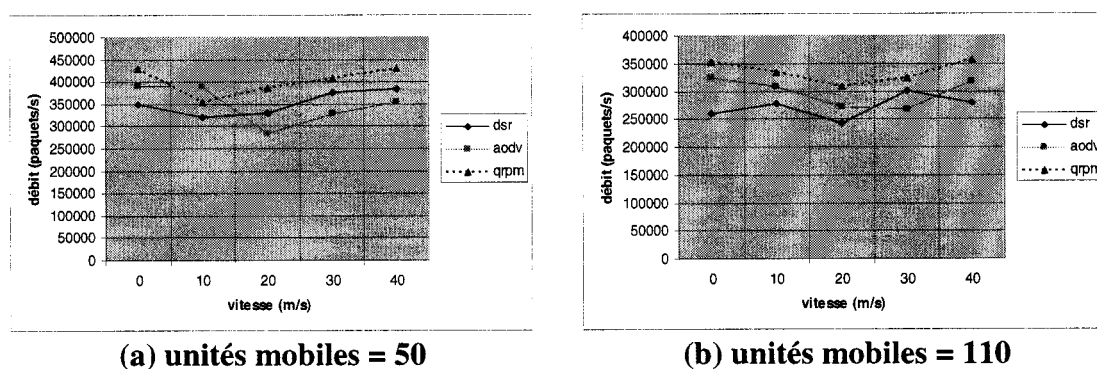 débit (paquets/s)
500000
450000
400000
350000
300000
250000
200000
150000
100000
50000
0
0 10 20 30 40
vitesse (m/s)
dsr
aodv
qrpm
(a) unités mobiles = 50
débit (paquets/s)
400000
350000
300000
250000
200000
150000
100000
50000
0
0 10 20 30 40
vitesse (m/s)
dsr
aodv
qrpm
(b) unités mobiles = 110